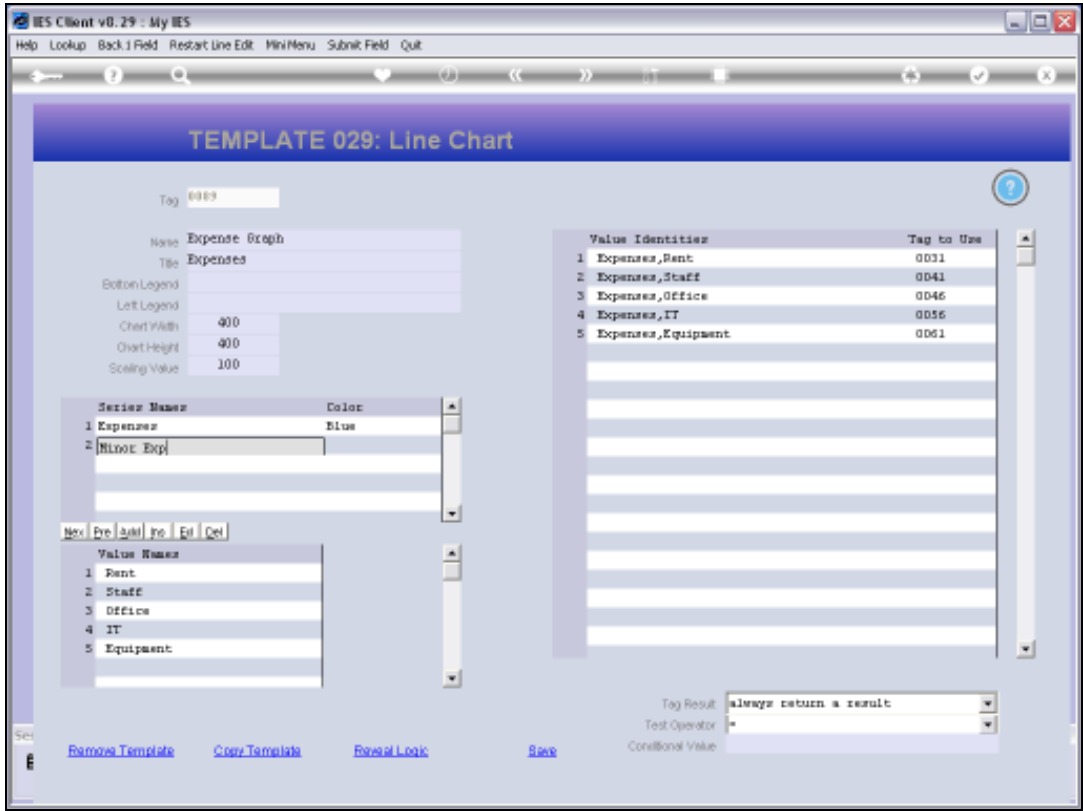 IES Client v8.29 : My IES
Help Lookup Back 1 Field Restart Line Edit Mini Menu Submit Field Quit
TEMPLATE 029: Line Chart
Tag 0089
Name Expense Graph
Title Expenses
Bottom Legend
Left Legend
Chart Width 400
Chart Height 400
Scaling Value 100
Series Names Color
1 Expenses Blue
2 Minor Exp
Nex Pre Add Ins Ed Del
Value Names
1 Rent
2 Staff
3 Office
4 IT
5 Equipment
Value Identities Tag to Use
1 Expenses,Rent 0031
2 Expenses,Staff 0041
3 Expenses,Office 0046
4 Expenses,IT 0056
5 Expenses,Equipment 0061
Tag Result always return a result
Test Operator =
Conditional Value
Remove Template Copy Template Reveal Logic Save